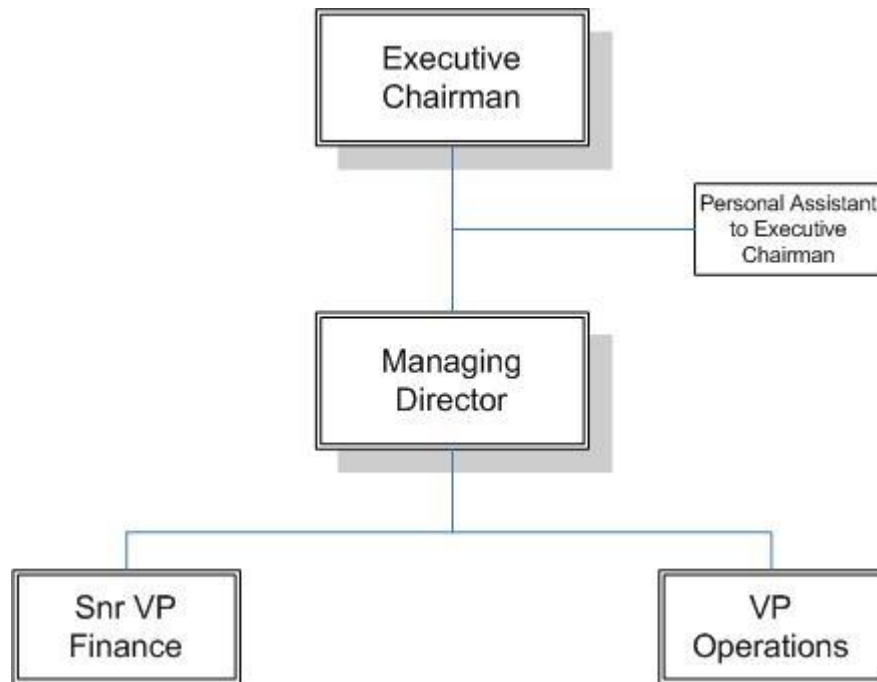 Executive
Chairman
Personal Assistant
to Executive
Chairman
Managing
Director
Snr VP
Finance
VP
Operations